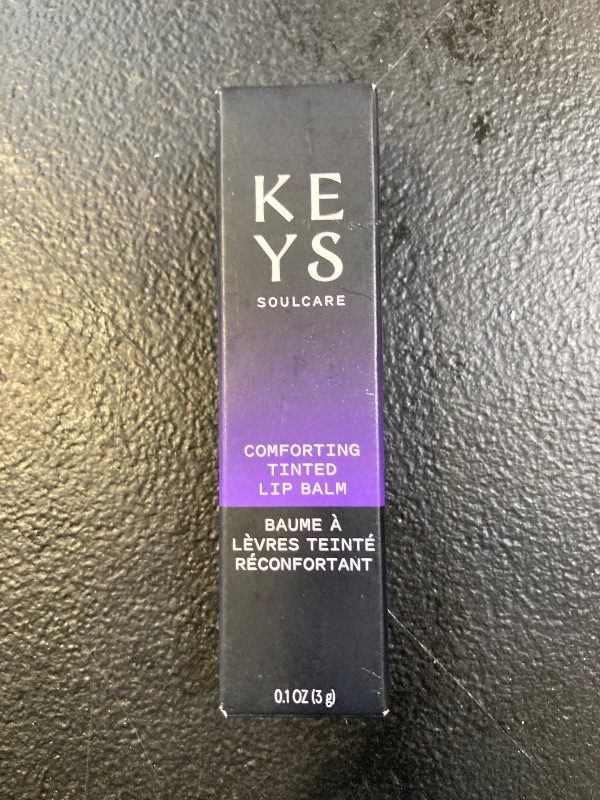 KE
YS
SOULCARE
COMFORTING
TINTED
LIP BALM
BAUME À
LÈVRES TEINTÉ
RÉCONFORTANT
0.1 OZ (3 g)